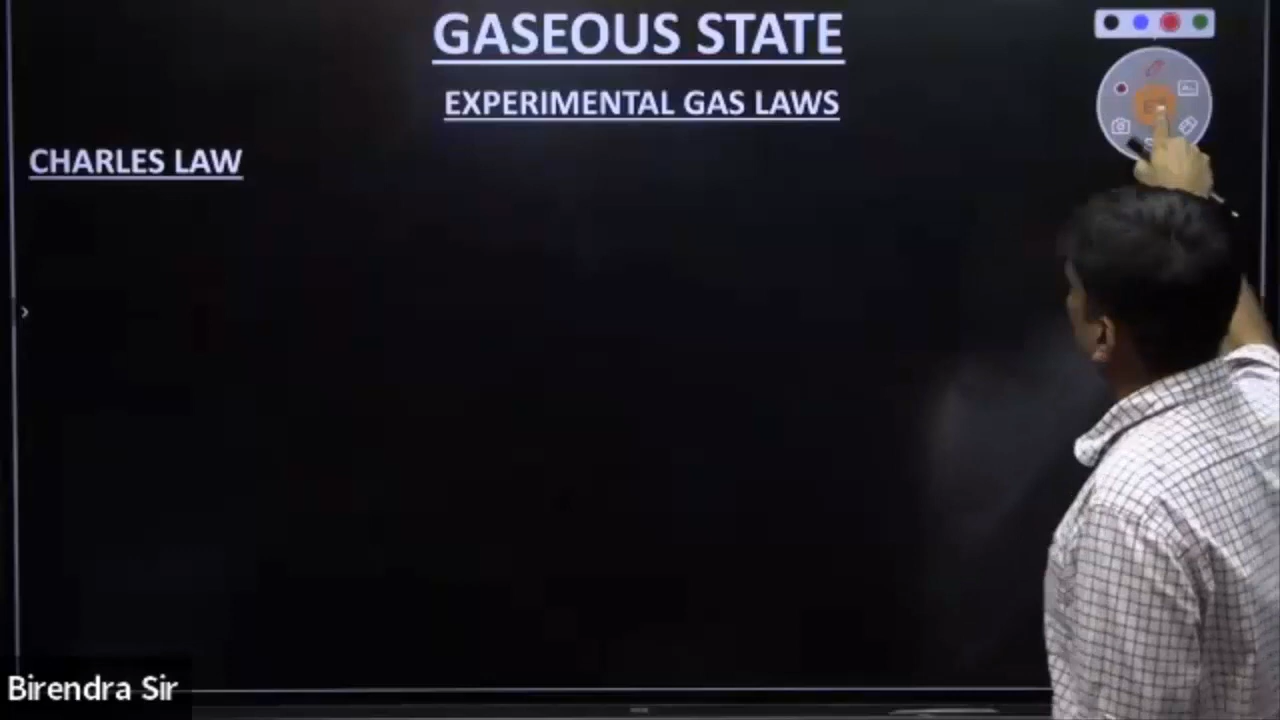 GASEOUS STATE
EXPERIMENTAL GAS LAWS
CHARLES LAW
Birendra Sir